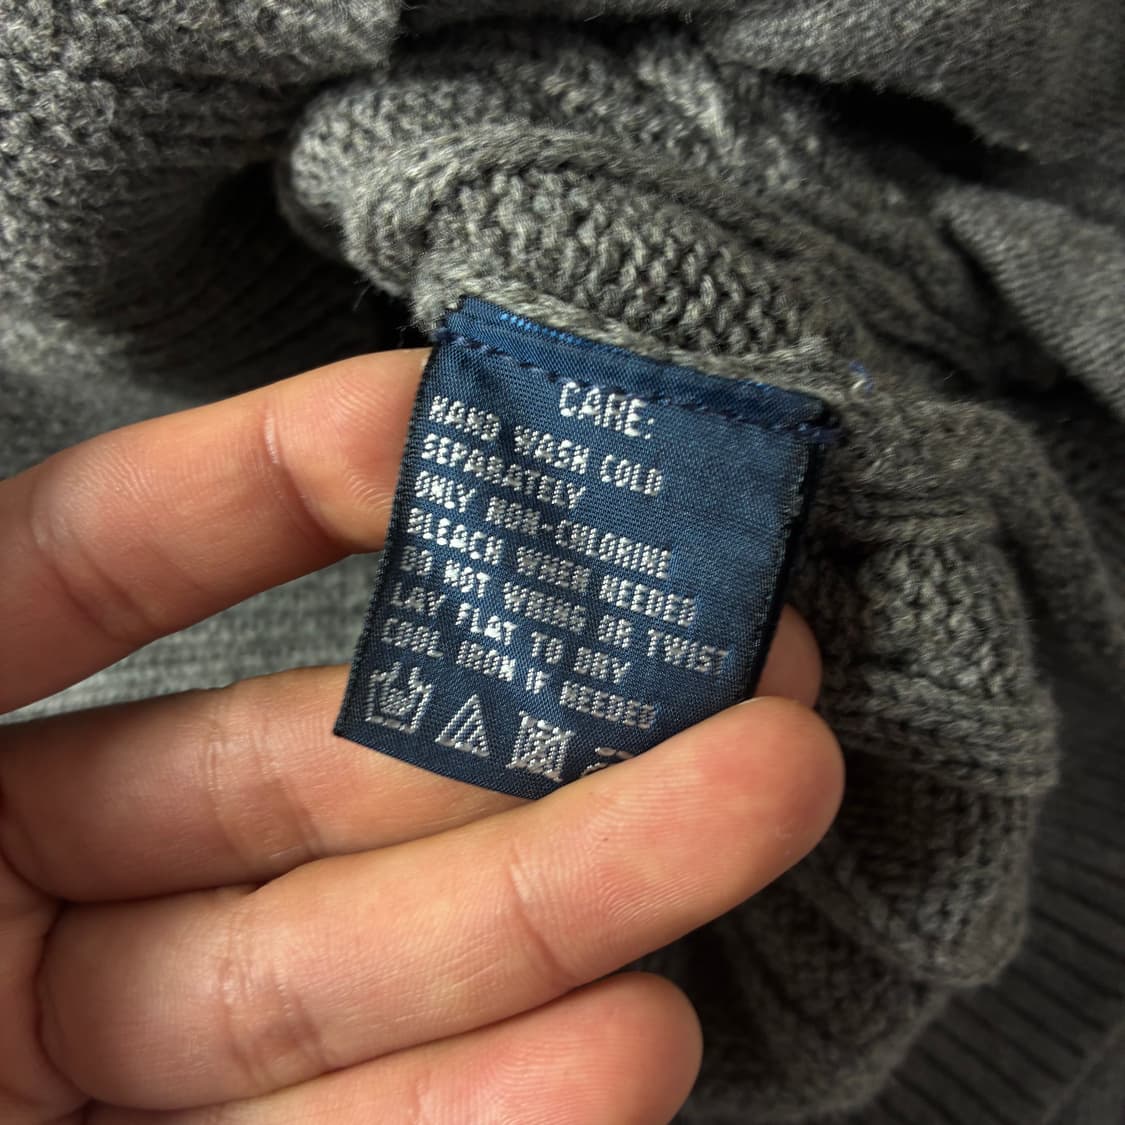 CARE:
HAND WASH COLD
SEPARATELY
ONLY NON-CHLORINE
BLEACH WHEN NEEDED
DO NOT WRING OR TWIST
LAY FLAT TO DRY
COOL IRON IF NEEDED